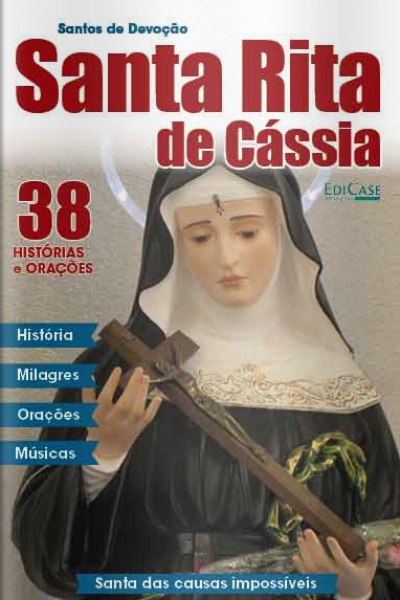 Santos de Devoção
Santa Rita
de Cássia
EDICASE
38
HISTÓRIAS
e ORAÇÕES
História
Milagres
Orações
Músicas
Santa das causas impossíveis